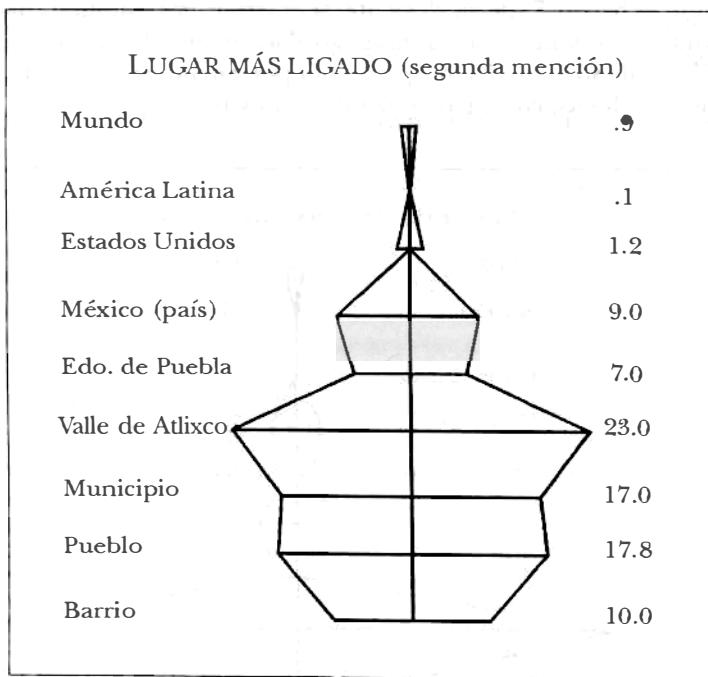 LUGAR MÁS LIGADO (segunda mención)
Mundo .9
América Latina .1
Estados Unidos 1.2
México (país) 9.0
Edo. de Puebla 7.0
Valle de Atlixco 23.0
Municipio 17.0
Pueblo 17.8
Barrio 10.0